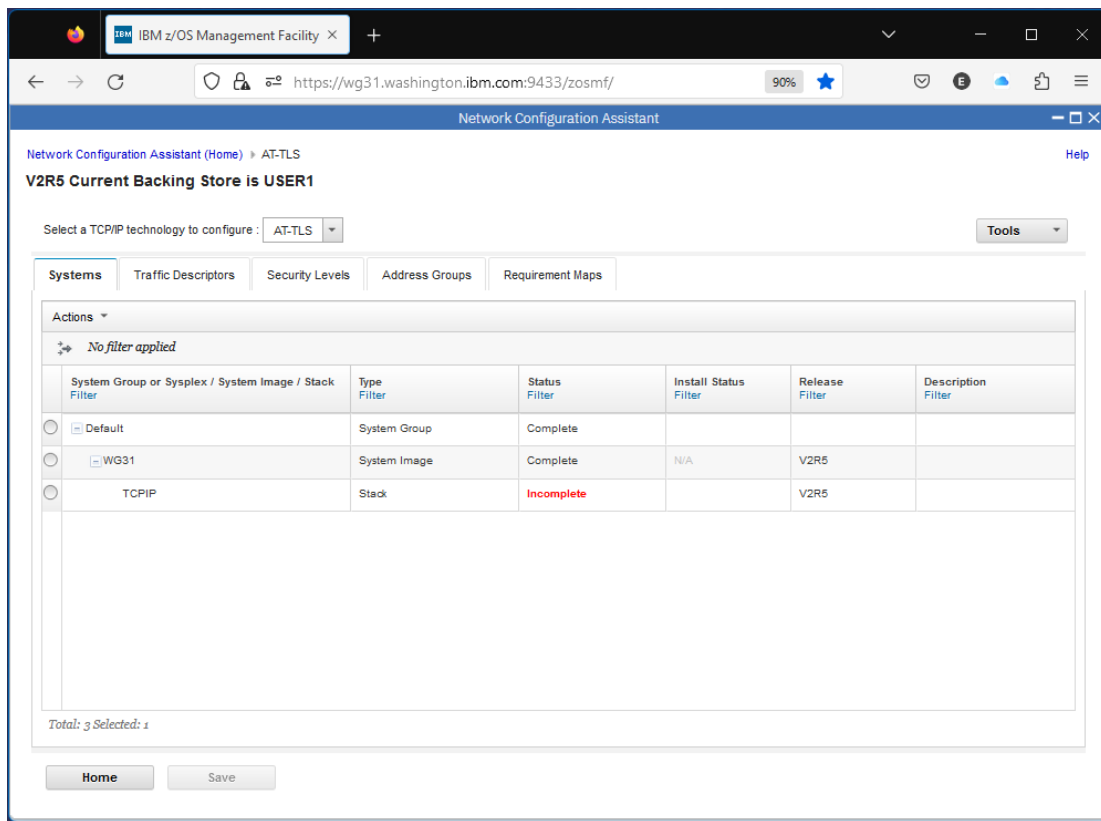 IBM IBM z/OS Management Facility
90%
https://wg31.washington.ibm.com:9433/zosmf/
E
Network Configuration Assistant
Network Configuration Assistant (Home) AT-TLS Help
V2R5 Current Backing Store is USER1
Select a TCP/IP technology to configure : AT-TLS Tools
Systems Traffic Descriptors Security Levels Address Groups Requirement Maps
Actions
No filter applied
System Group or Sysplex / System Image / Stack Type Status Install Status Release Description
Filter Filter Filter Filter Filter Filter
Default System Group Complete
WG31 System Image Complete N/A V2R5
TCPIP Stack Incomplete V2R5
Total: 3 Selected: 1
Home Save